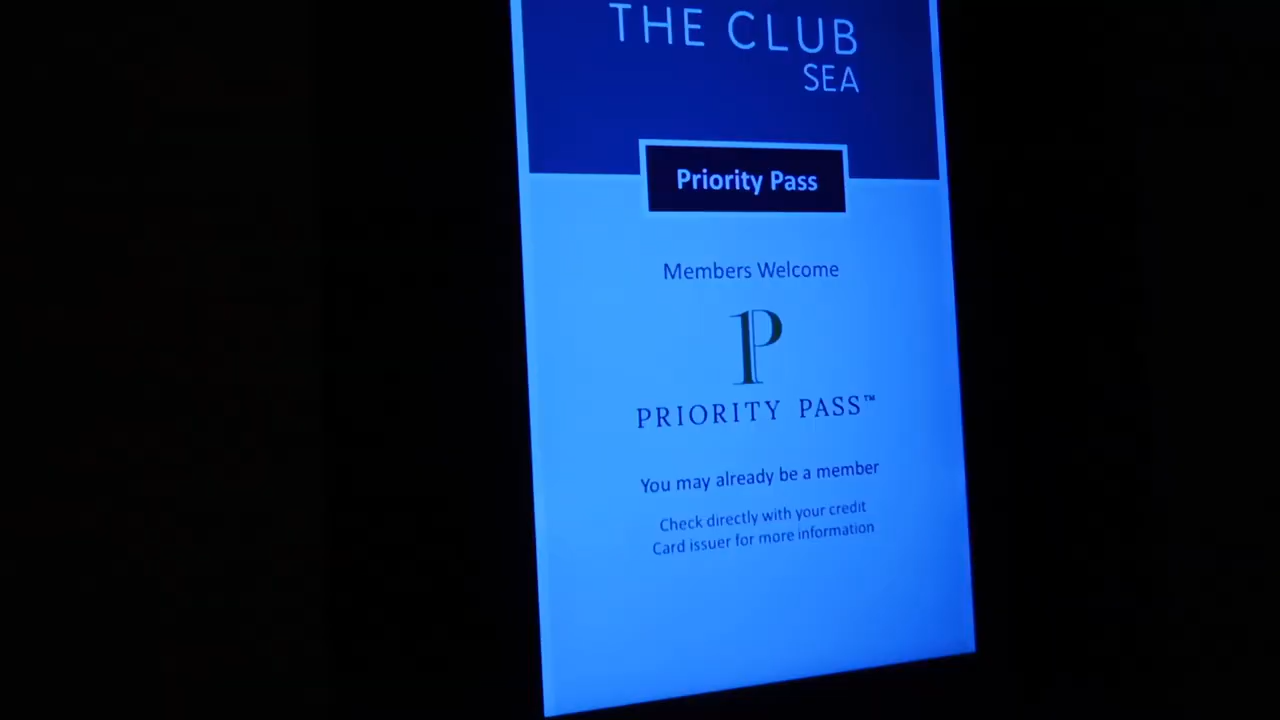 THE CLUB
SEA
Priority Pass
Members Welcome
PRIORITY PASS™
You may already be a member
Check directly with your credit
Card issuer for more information